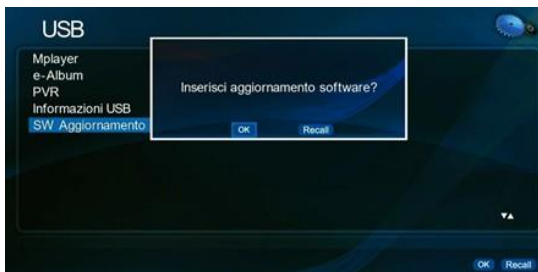 USB
Mplayer
e-Album
PVR
Informazioni USB
SW Aggiornamento
Inserisci aggiornamento software?
OK Recall
▼▲
OK Recall